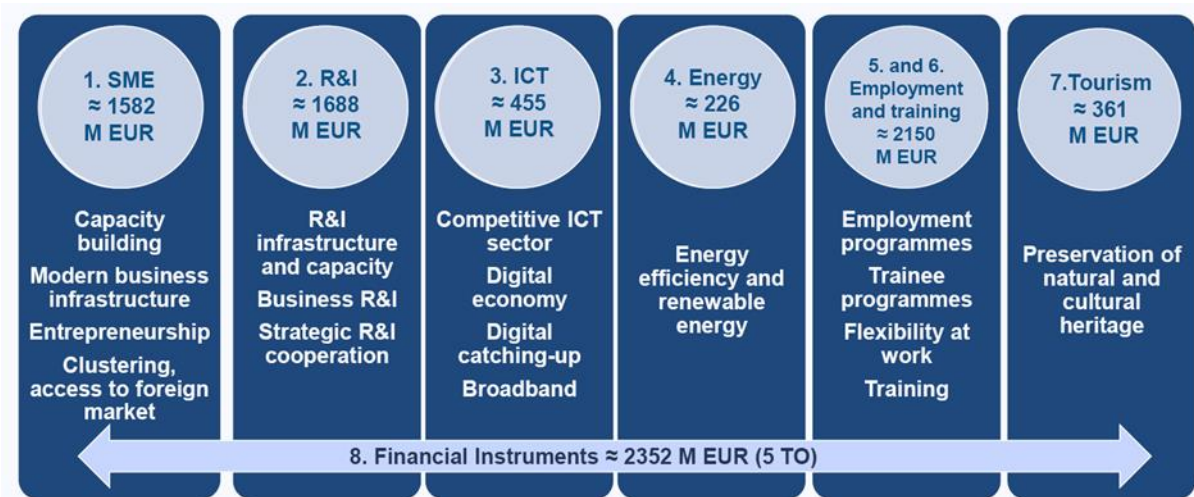 1. SME
≈ 1582
M EUR
Capacity
building
Modern business
infrastructure
Entrepreneurship
Clustering,
access to foreign
market
2. R&I
≈ 1688
M EUR
R&I
infrastructure
and capacity
Business R&I
Strategic R&I
cooperation
3. ICT
≈ 455
M EUR
Competitive ICT
sector
Digital
economy
Digital
catching-up
Broadband
4. Energy
≈ 226
M EUR
Energy
efficiency and
renewable
energy
5. and 6.
Employment
and training
≈ 2150
M EUR
Employment
programmes
Trainee
programmes
Flexibility at
work
Training
7.Tourism
≈ 361
M EUR
Preservation of
natural and
cultural
heritage
8. Financial Instruments ≈ 2352 M EUR (5 TO)